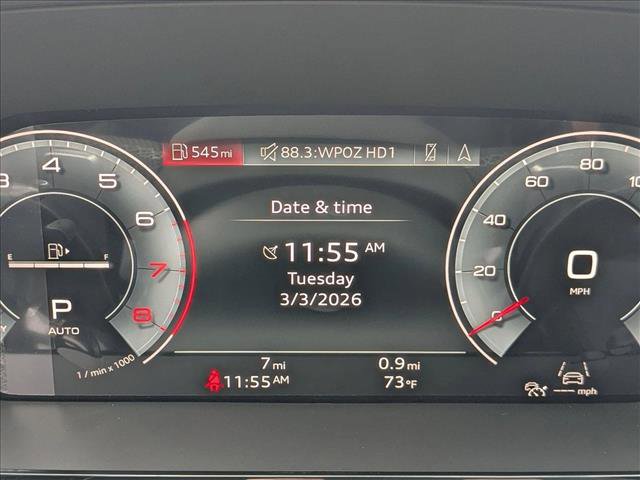 545 mi 88.3:WPOZ HD1
3 4 5 6 7 8
Date & time
11:55 AM
Tuesday
3/3/2026
E F
P
AUTO
1 / min x 1000
7 mi 0.9 mi
11:55 AM 73°F
0 20 40 60 80
0
MPH
--- mph